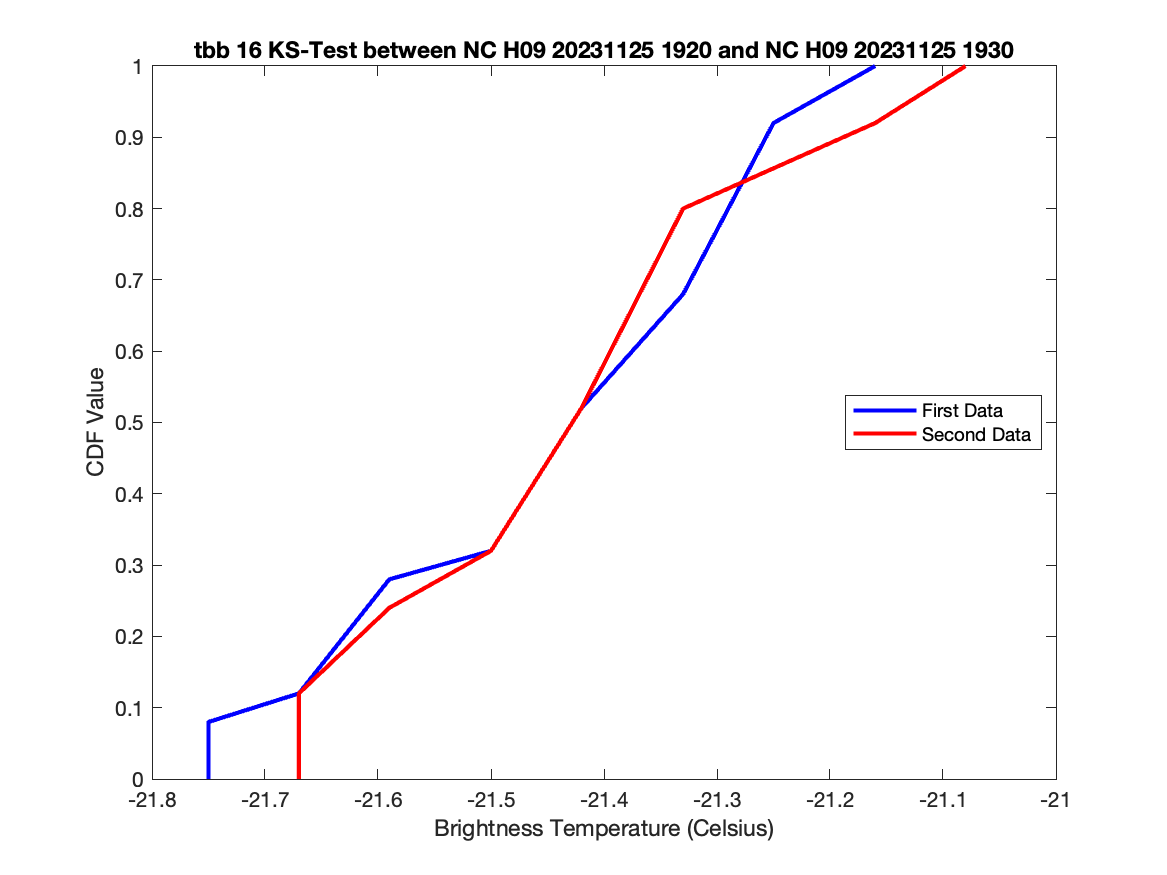 tbb 16 KS-Test between NC H09 20231125 1920 and NC H09 20231125 1930
1
0.9
0.8
0.7
0.6
0.5
0.4
0.3
0.2
0.1
0
CDF Value
First Data
Second Data
-21.8 -21.7 -21.6 -21.5 -21.4 -21.3 -21.2 -21.1 -21
Brightness Temperature (Celsius)